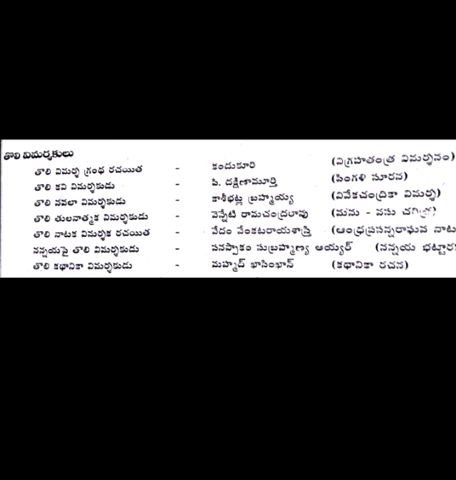 తొలి విమర్శకులు
తొలి విమర్శ గ్రంథ రచయిత - కందుకూరి (విగ్రహతంత్ర విమర్శనం)
తొలి కవి విమర్శకుడు - పి. దక్షిణామూర్తి (పింగళి సూరన)
తొలి నవలా విమర్శకుడు - కాశీభట్ల బ్రహ్మయ్య (వివేకచంద్రికా విమర్శ)
తొలి తులనాత్మక విమర్శకుడు - వన్నేటి రామచంద్రరావు (మను - వసు చరిత్ర)
తొలి నాటక విమర్శక రచయిత - వేదం వేంకటరాయశాస్త్రి (ఆంధ్రప్రసన్నరాఘవ నాట
నన్నయపై తొలి విమర్శకుడు - పనప్పాకం సుబ్రహ్మణ్య అయ్యర్ (నన్నయ భట్టార
తొలి కథానిక విమర్శకుడు - మహ్మద్ ఖాసింఖాన్ (కథానికా రచన)